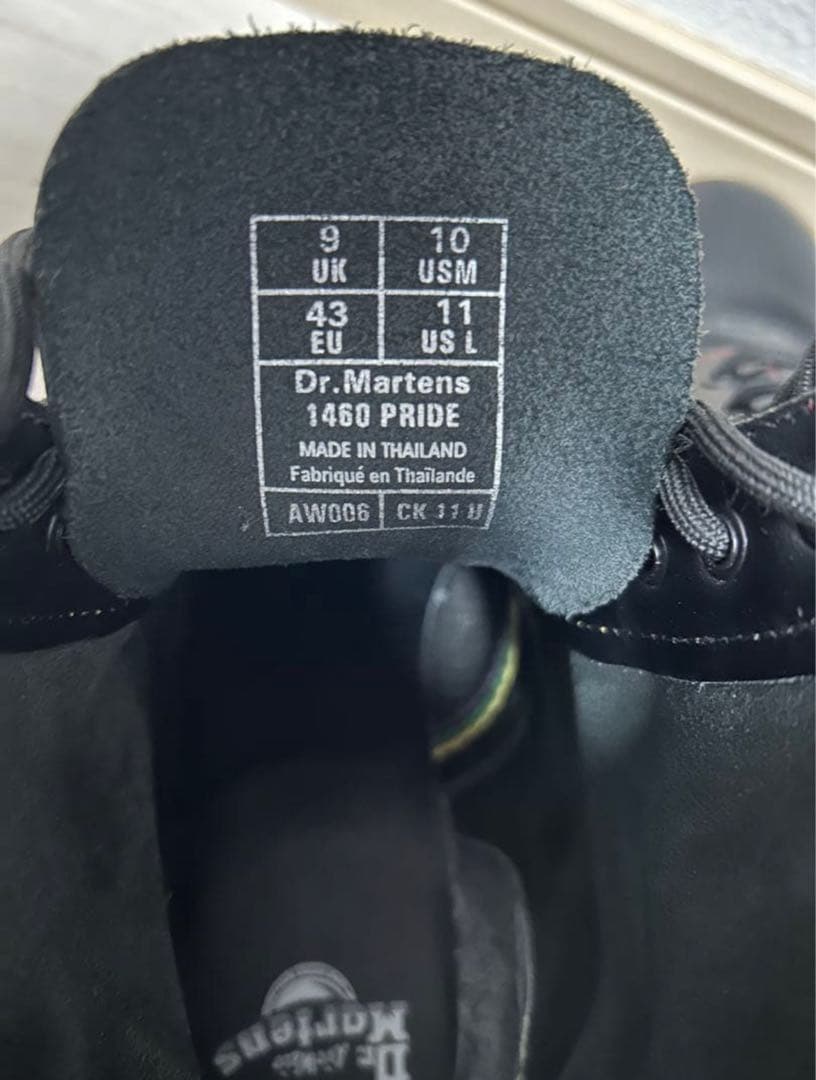 9 10
UK USM
43 11
EU US L
Dr.Martens
1460 PRIDE
MADE IN THAILAND
Fabriqué en Thaïlande
AW006 CK 11 U
Dr.
Martens